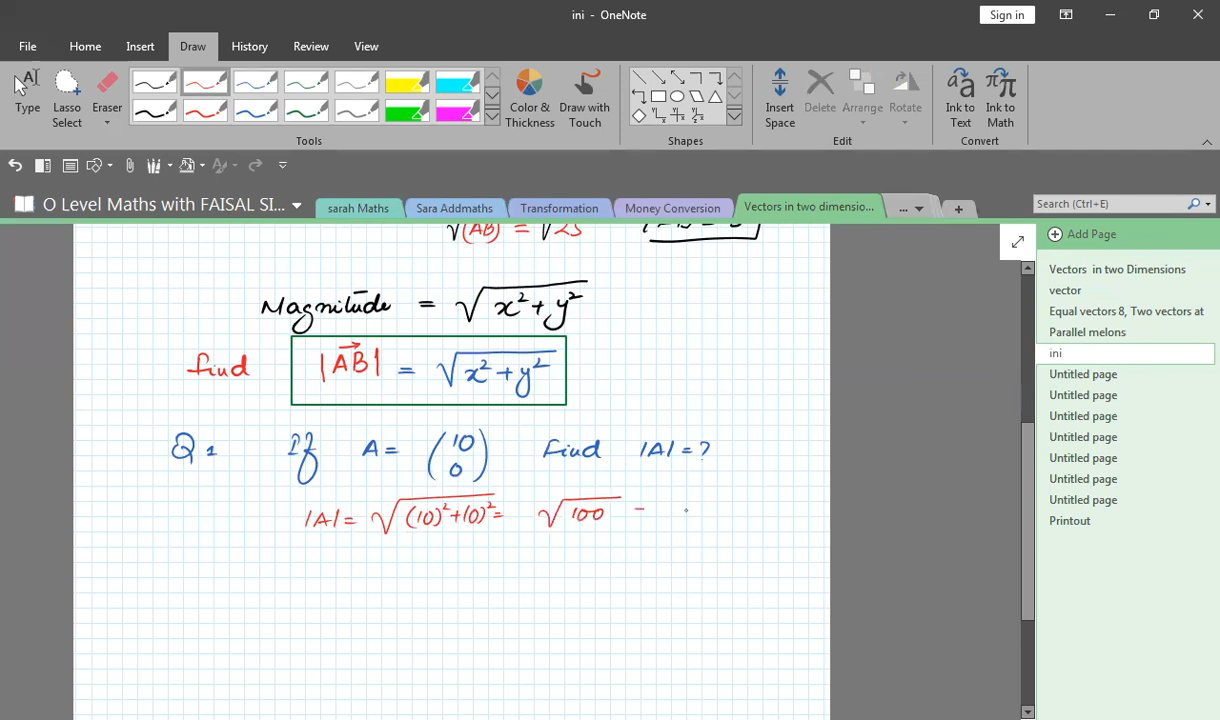 ini - OneNote
Sign in
File Home Insert Draw History Review View
Type
Lasso Select
Eraser
Color & Thickness
Draw with Touch
Insert Space
Delete
Arrange
Rotate
Ink to Text
Ink to Math
Tools
Shapes
Edit
Convert
O Level Maths with FAISAL SI...
sarah Maths
Sara Addmaths
Transformation
Money Conversion
Vectors in two dimensio...
...
Search (Ctrl+E)
Add Page
Vectors in two Dimensions
vector
Equal vectors 8, Two vectors at
Parallel melons
ini
Untitled page
Untitled page
Untitled page
Untitled page
Untitled page
Untitled page
Untitled page
Printout
√(AB) = √25
Magnitude = √x²+y²
find |AB| = √x²+y²
Q1 If A = (10 0) Find |A| = ?
|A| = √(10)²+(0)² = √100 =